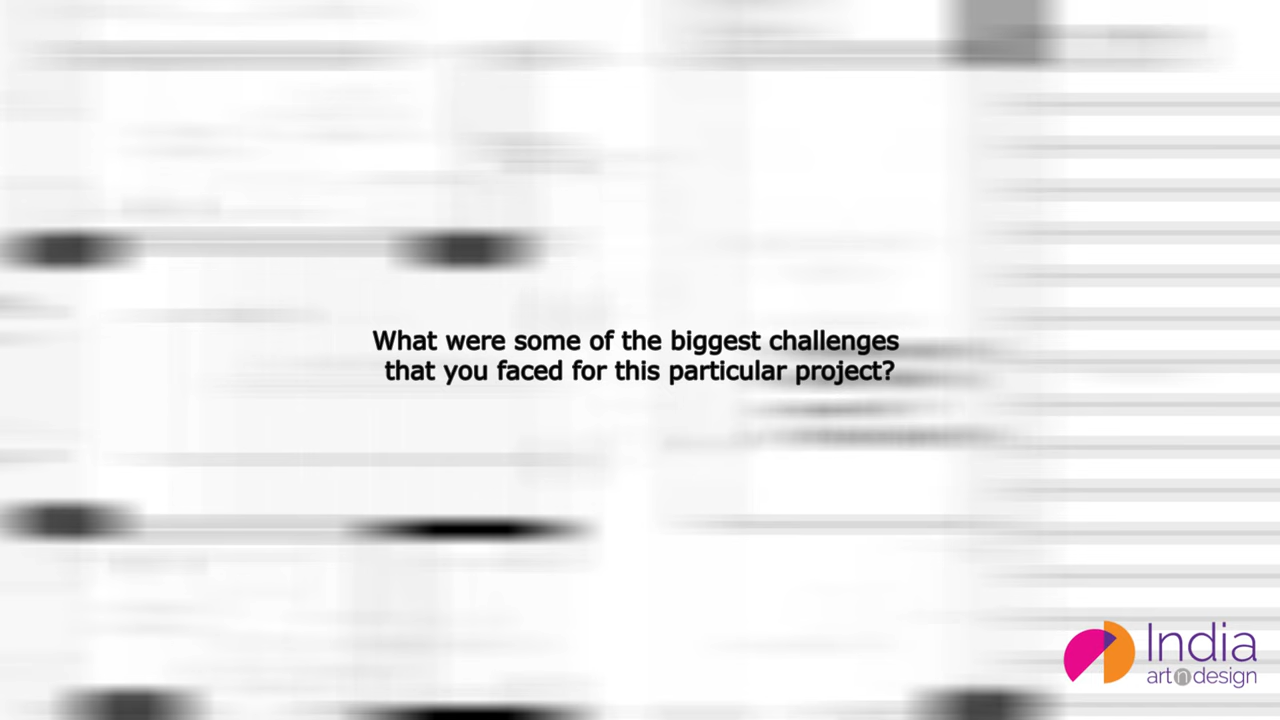 What were some of the biggest challenges
that you faced for this particular project?
India
art n design